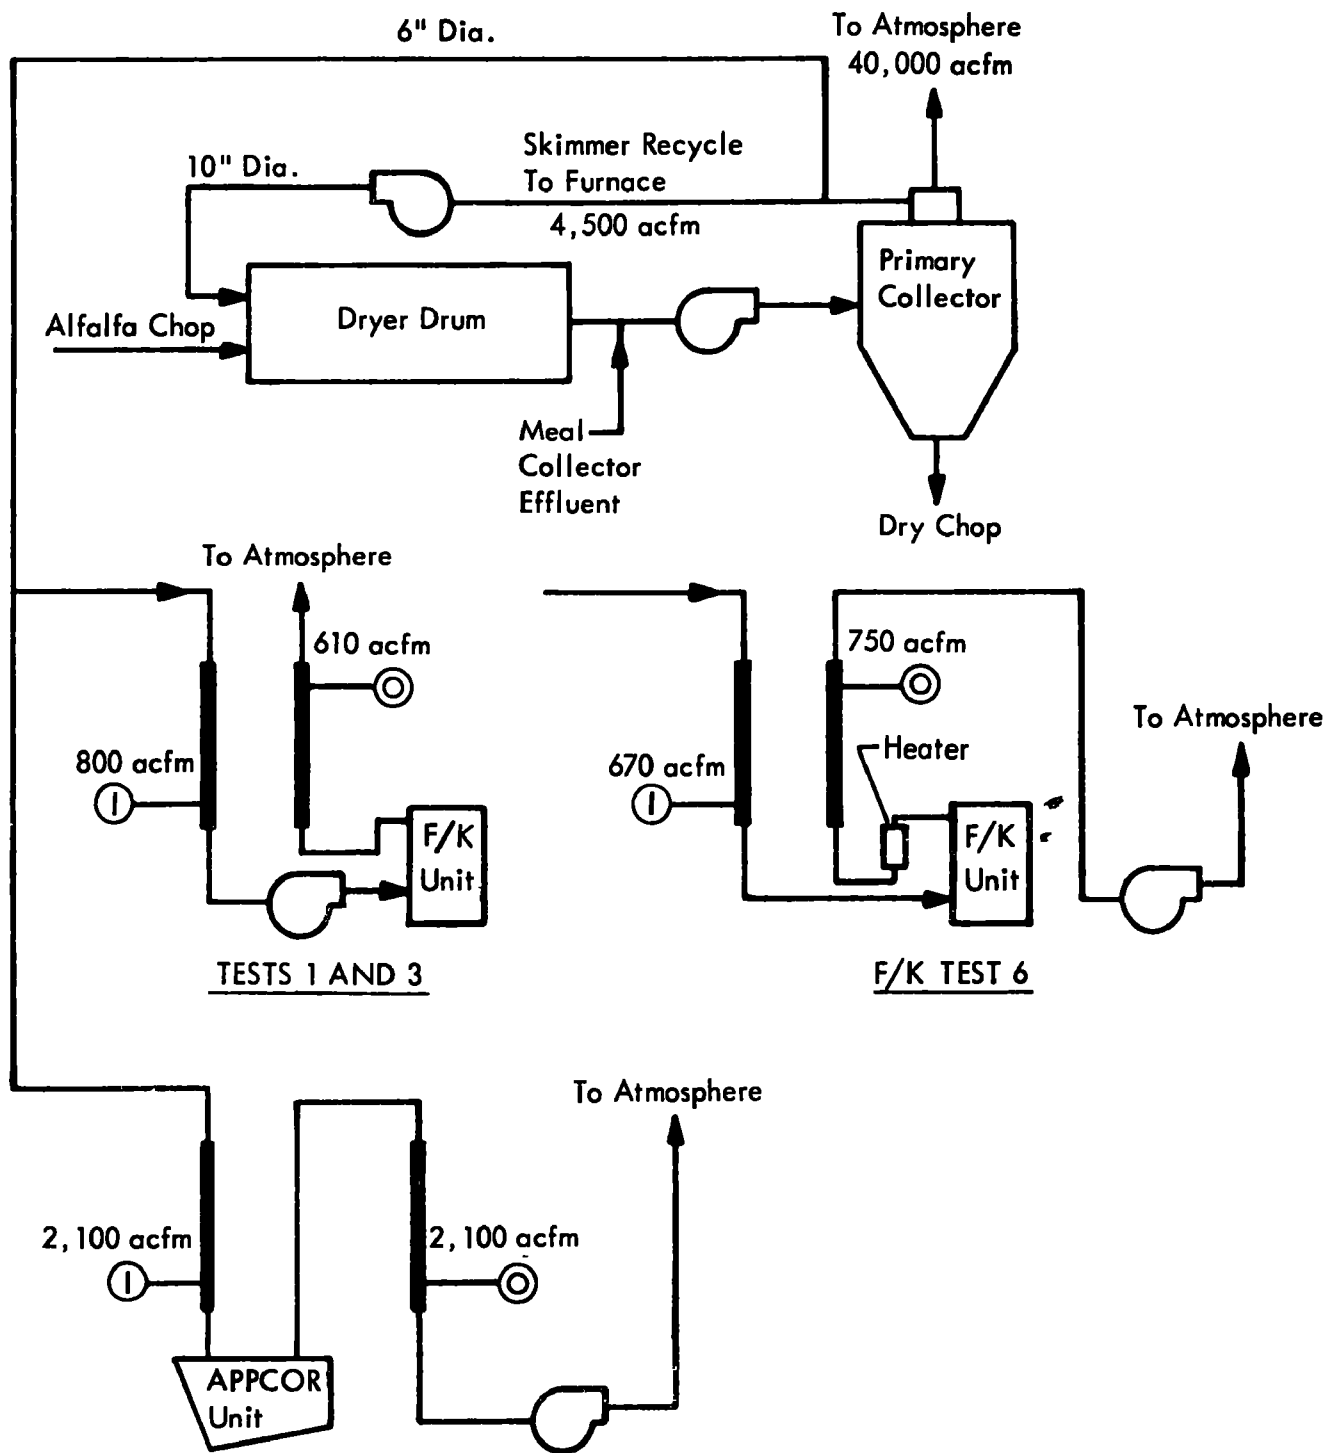 6" Dia.
To Atmosphere
40,000 acfm
10" Dia.
Skimmer Recycle
To Furnace
4,500 acfm
Primary
Collector
Dryer Drum
Alfalfa Chop
Meal
Collector
Effluent
Dry Chop
To Atmosphere
610 acfm
800 acfm
I
F/K
Unit
TESTS 1 AND 3
750 acfm
Heater
670 acfm
I
F/K
Unit
To Atmosphere
F/K TEST 6
To Atmosphere
2,100 acfm
I
2,100 acfm
O
APPCOR
Unit